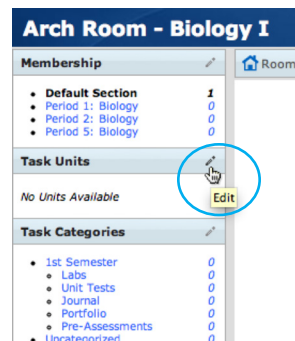 Arch Room - Biology I
Membership
Room
Default Section 1
Period 1: Biology 0
Period 2: Biology 0
Period 5: Biology 0
Task Units
No Units Available
Edit
Task Categories
1st Semester 0
Labs 0
Unit Tests 0
Journal 0
Portfolio 0
Pre-Assessments 0
Uncategorized 0